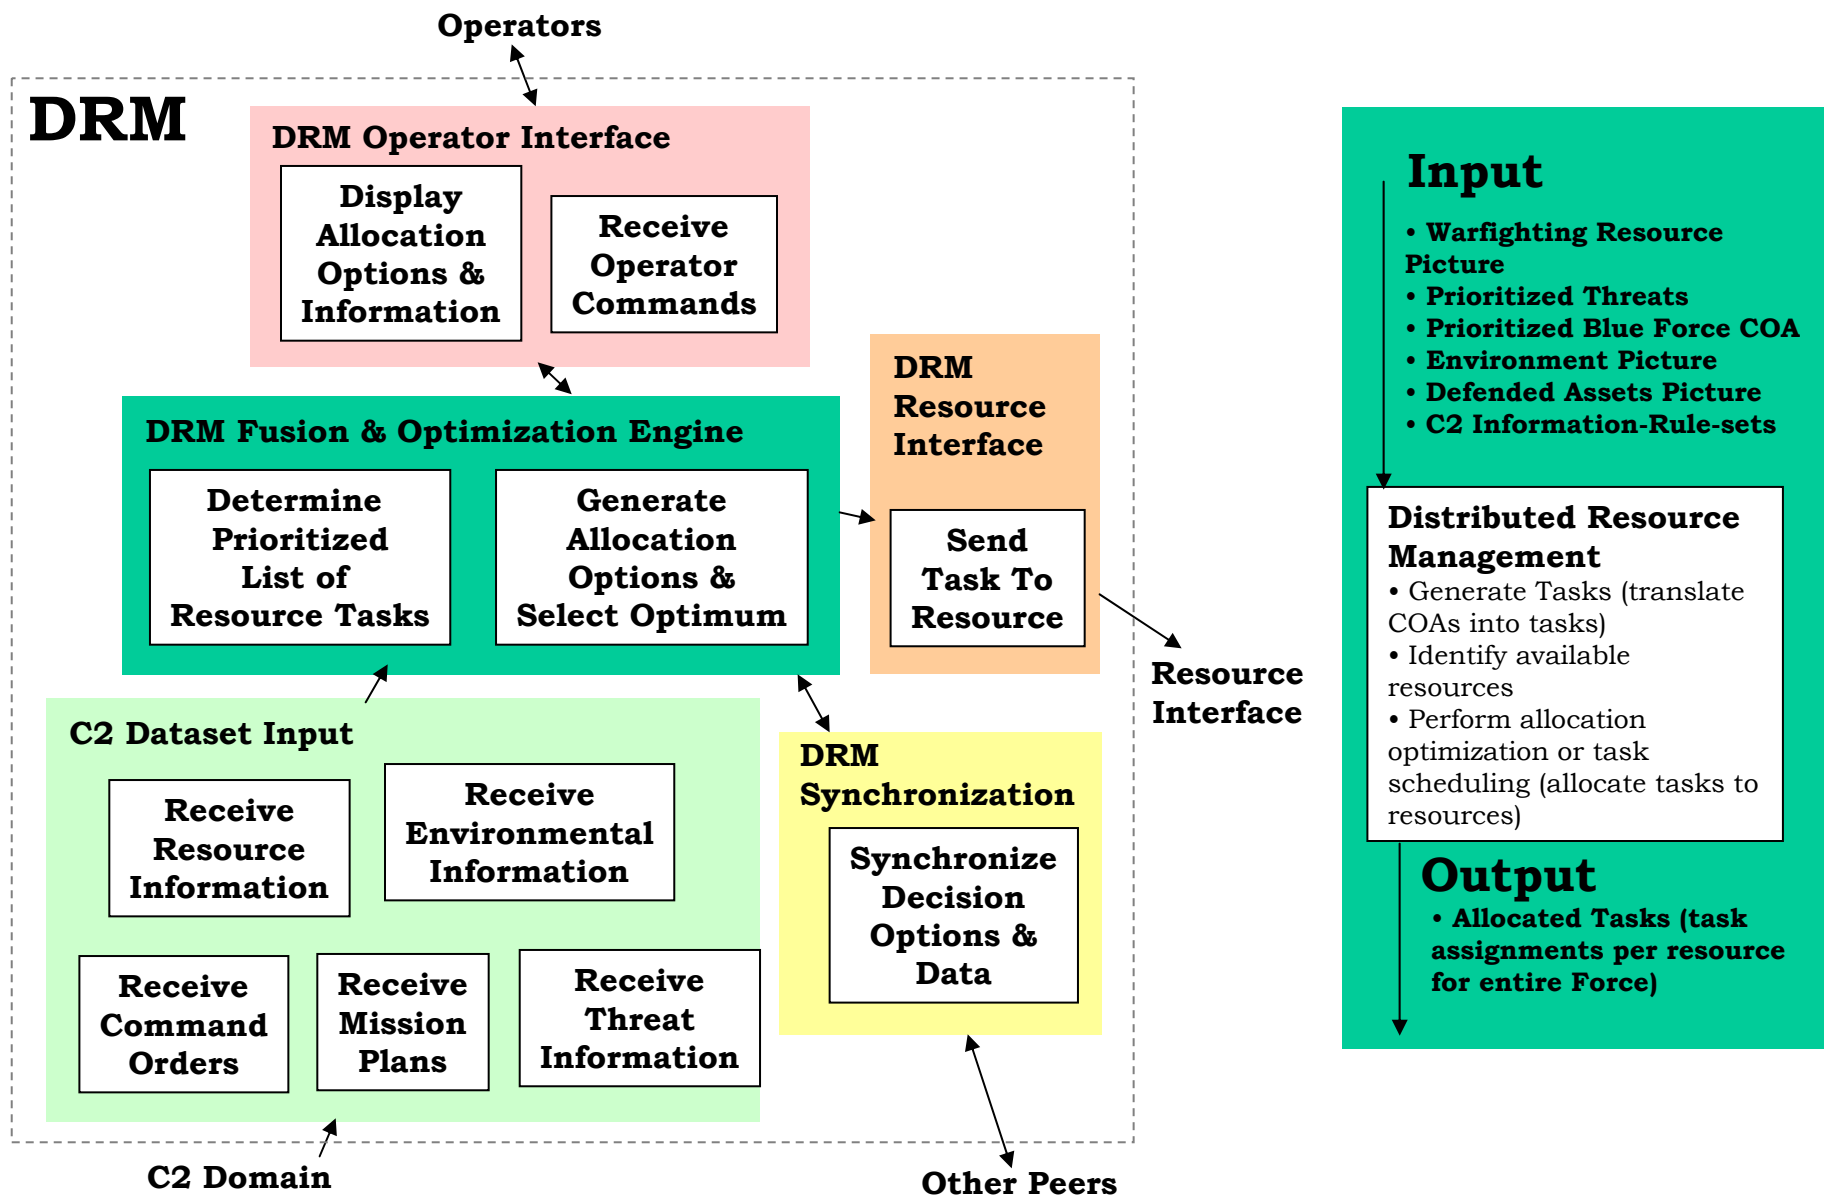 Operators
DRM
DRM Operator Interface
Display
Allocation
Options &
Information
Receive
Operator
Commands
DRM Fusion & Optimization Engine
Determine
Prioritized
List of
Resource Tasks
Generate
Allocation
Options &
Select Optimum
DRM
Resource
Interface
Send
Task To
Resource
Resource
Interface
C2 Dataset Input
Receive
Resource
Information
Receive
Environmental
Information
Receive
Command
Orders
Receive
Mission
Plans
Receive
Threat
Information
DRM
Synchronization
Synchronize
Decision
Options &
Data
C2 Domain
Other Peers
Input
• Warfighting Resource
Picture
• Prioritized Threats
• Prioritized Blue Force COA
• Environment Picture
• Defended Assets Picture
• C2 Information-Rule-sets
Distributed Resource
Management
• Generate Tasks (translate
COAs into tasks)
• Identify available
resources
• Perform allocation
optimization or task
scheduling (allocate tasks to
resources)
Output
• Allocated Tasks (task
assignments per resource
for entire Force)